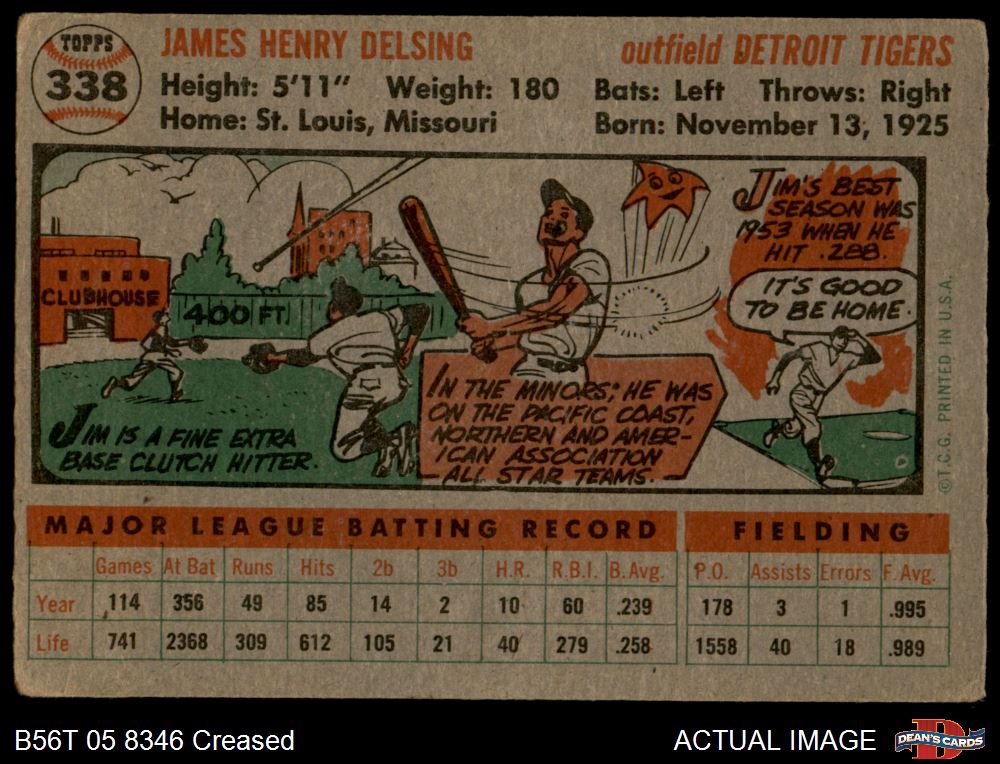 TOPPS
338
JAMES HENRY DELSING
outfield DETROIT TIGERS
Height: 5'11" Weight: 180 Bats: Left Throws: Right
Home: St. Louis, Missouri Born: November 13, 1925
CLUBHOUSE
400 FT.
JIM IS A FINE EXTRA
BASE CLUTCH HITTER.
IN THE MINORS, HE WAS
ON THE PACIFIC COAST,
NORTHERN AND AMER-
ICAN ASSOCIATION
ALL STAR TEAMS.
JIM'S BEST
SEASON WAS
1953 WHEN HE
HIT .288.
IT'S GOOD
TO BE HOME.
©T.C.G. PRINTED IN U.S.A.
MAJOR LEAGUE BATTING RECORD FIELDING
Games At Bat Runs Hits 2b 3b H.R. R.B.I. B.Avg. P.O. Assists Errors F. Avg.
Year 114 356 49 85 14 2 10 60 .239 178 3 1 .995
Life 741 2368 309 612 105 21 40 279 .258 1558 40 18 .989
B56T 05 8346 Creased
ACTUAL IMAGE
DEAN'S CARDS